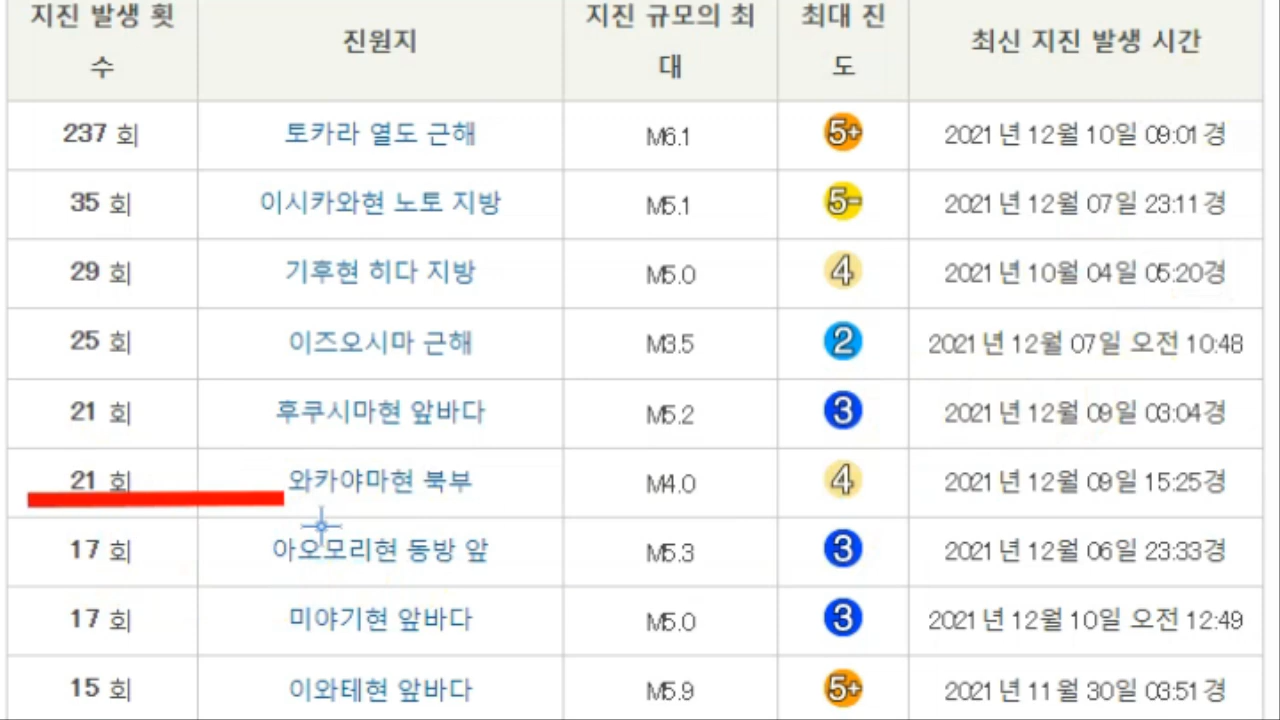 지진 발생 횟수 진원지 지진 규모의 최대 최대 진도 최신 지진 발생 시간
237 회 토카라 열도 근해 M6.1 5+ 2021년 12월 10일 09:01경
35 회 이시카와현 노토 지방 M5.1 5- 2021년 12월 07일 23:11경
29 회 기후현 히다 지방 M5.0 4 2021년 10월 04일 05:20경
25 회 이즈오시마 근해 M3.5 2 2021년 12월 07일 오전 10:48
21 회 후쿠시마현 앞바다 M5.2 3 2021년 12월 09일 03:04경
21 회 와카야마현 북부 M4.0 4 2021년 12월 09일 15:25경
17 회 아오모리현 동방 앞 M5.3 3 2021년 12월 06일 23:33경
17 회 미야기현 앞바다 M5.0 3 2021년 12월 10일 오전 12:49
15 회 이와테현 앞바다 M5.9 5+ 2021년 11월 30일 03:51경